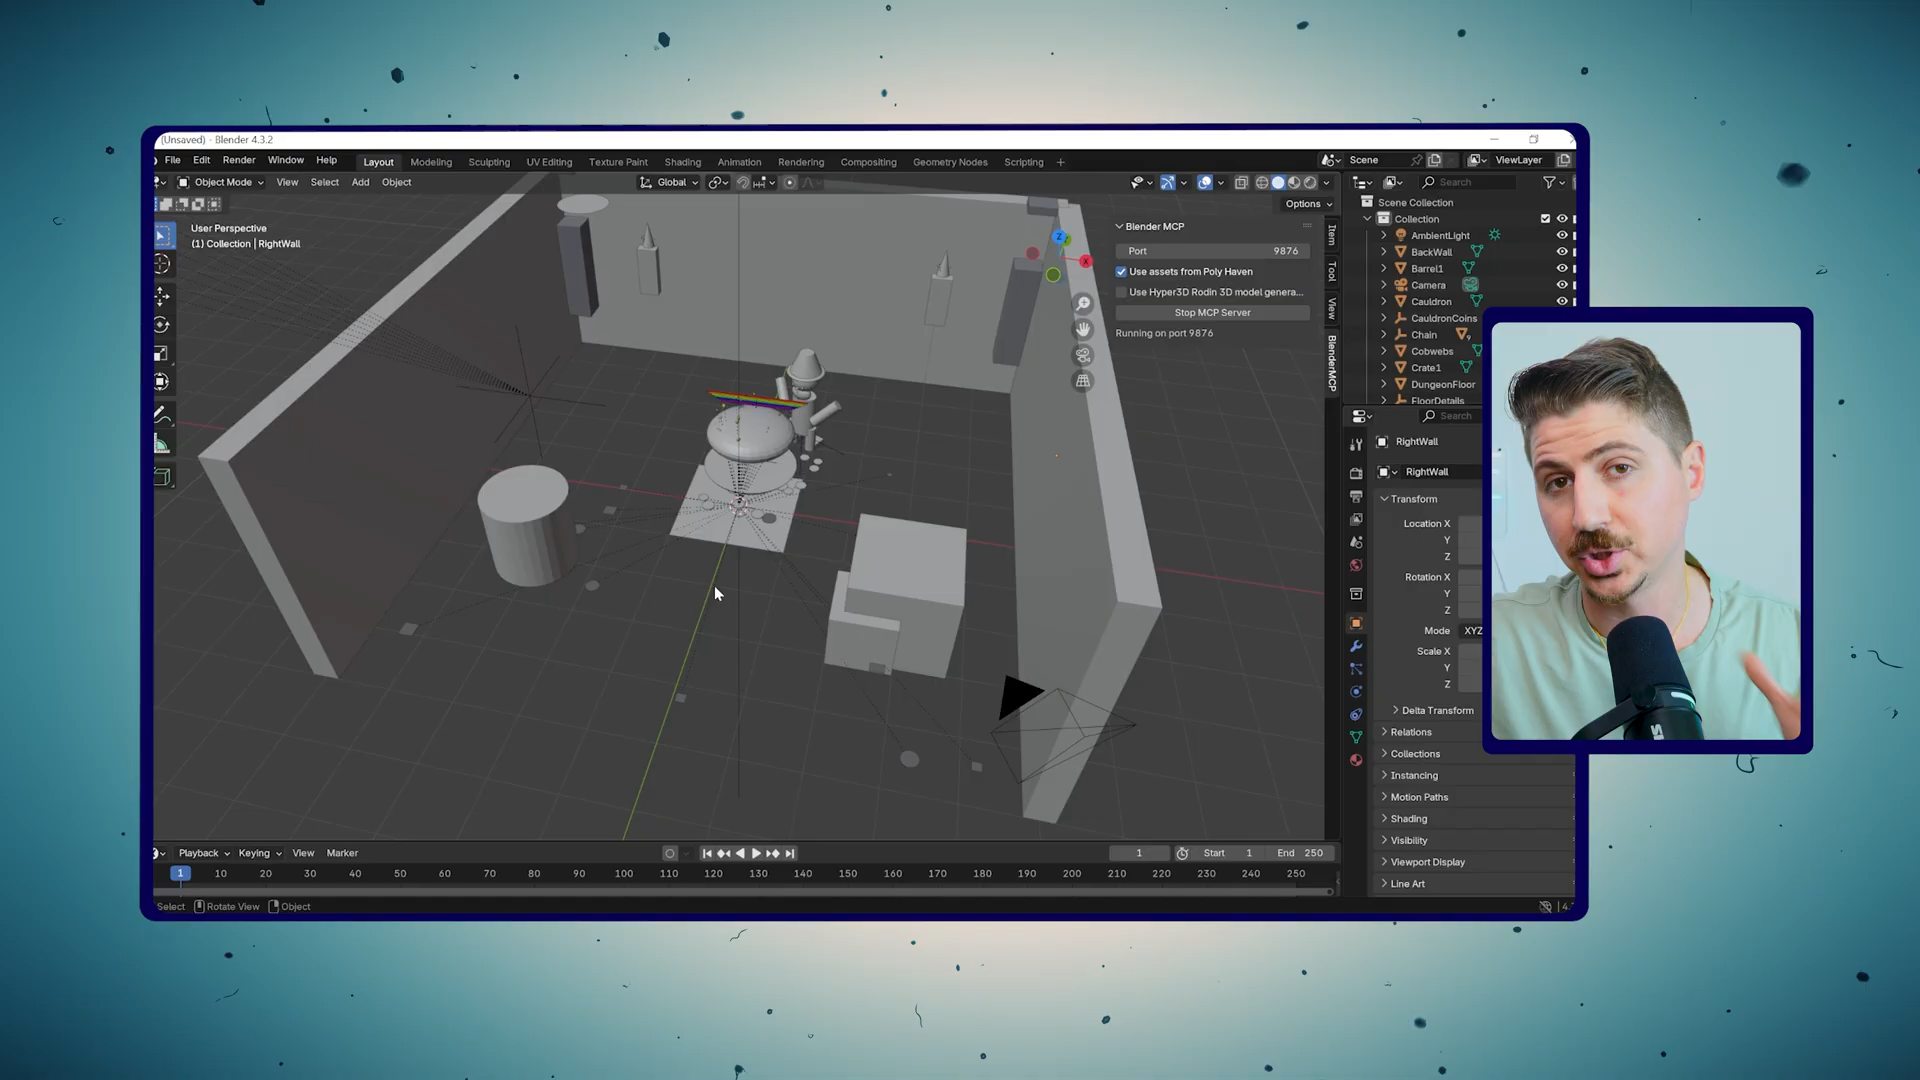 (Unsaved) - Blender 4.3.2
File Edit Render Window Help Layout Modeling Sculpting UV Editing Texture Paint Shading Animation Rendering Compositing Geometry Nodes Scripting + Scene ViewLayer
Object Mode View Select Add Object Global Search
Options
User Perspective
(1) Collection | RightWall
Blender MCP
Port 9876
Use assets from Poly Haven
Use Hyper3D Rodin 3D model genera...
Stop MCP Server
Running on port 9876
Z
X
Item
Tool
View
BlenderMCP
Scene Collection
Collection
AmbientLight
BackWall
Barrel1
Camera
Cauldron
CauldronCoins
Chain
Cobwebs
Crate1
DungeonFloor
FloorDetails
Search
RightWall
RightWall
Transform
Location X
Y
Z
Rotation X
Y
Z
Mode XYZ
Scale X
Y
Z
Delta Transform
Relations
Collections
Instancing
Motion Paths
Shading
Visibility
Viewport Display
Line Art
Playback Keying View Marker 1 Start 1 End 250
1 10 20 30 40 50 60 70 80 90 100 110 120 130 140 150 160 170 180 190 200 210 220 230 240 250
Select Rotate View Object